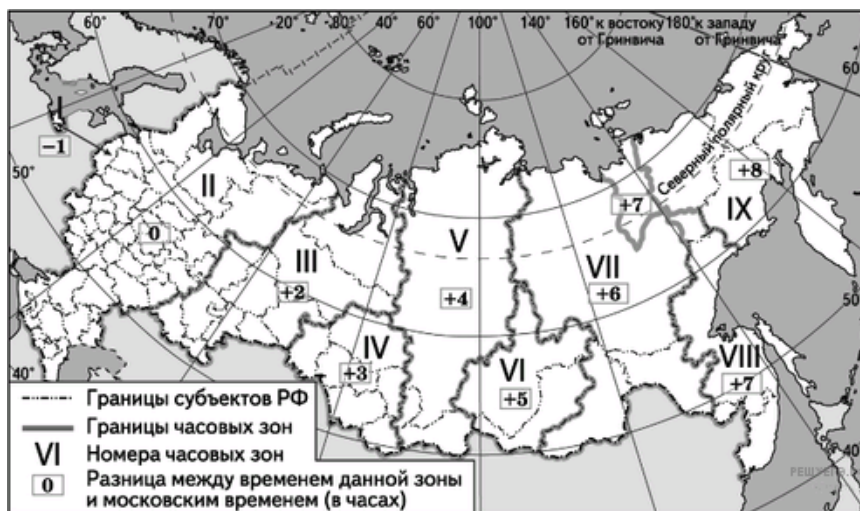 60° 70° 20° 80° 100° 140° 160° к востоку от Гринвича 180° к западу от Гринвича
60°
Северный полярный круг
I
-1
50°
II
0
III
+2
IV
+3
V
+4
VI
+5
VII
+6
+7
+8
IX
VIII
+7
50°
40°
40°
Границы субъектов РФ
Границы часовых зон
VI Номера часовых зон
0 Разница между временем данной зоны
и московским временем (в часах)